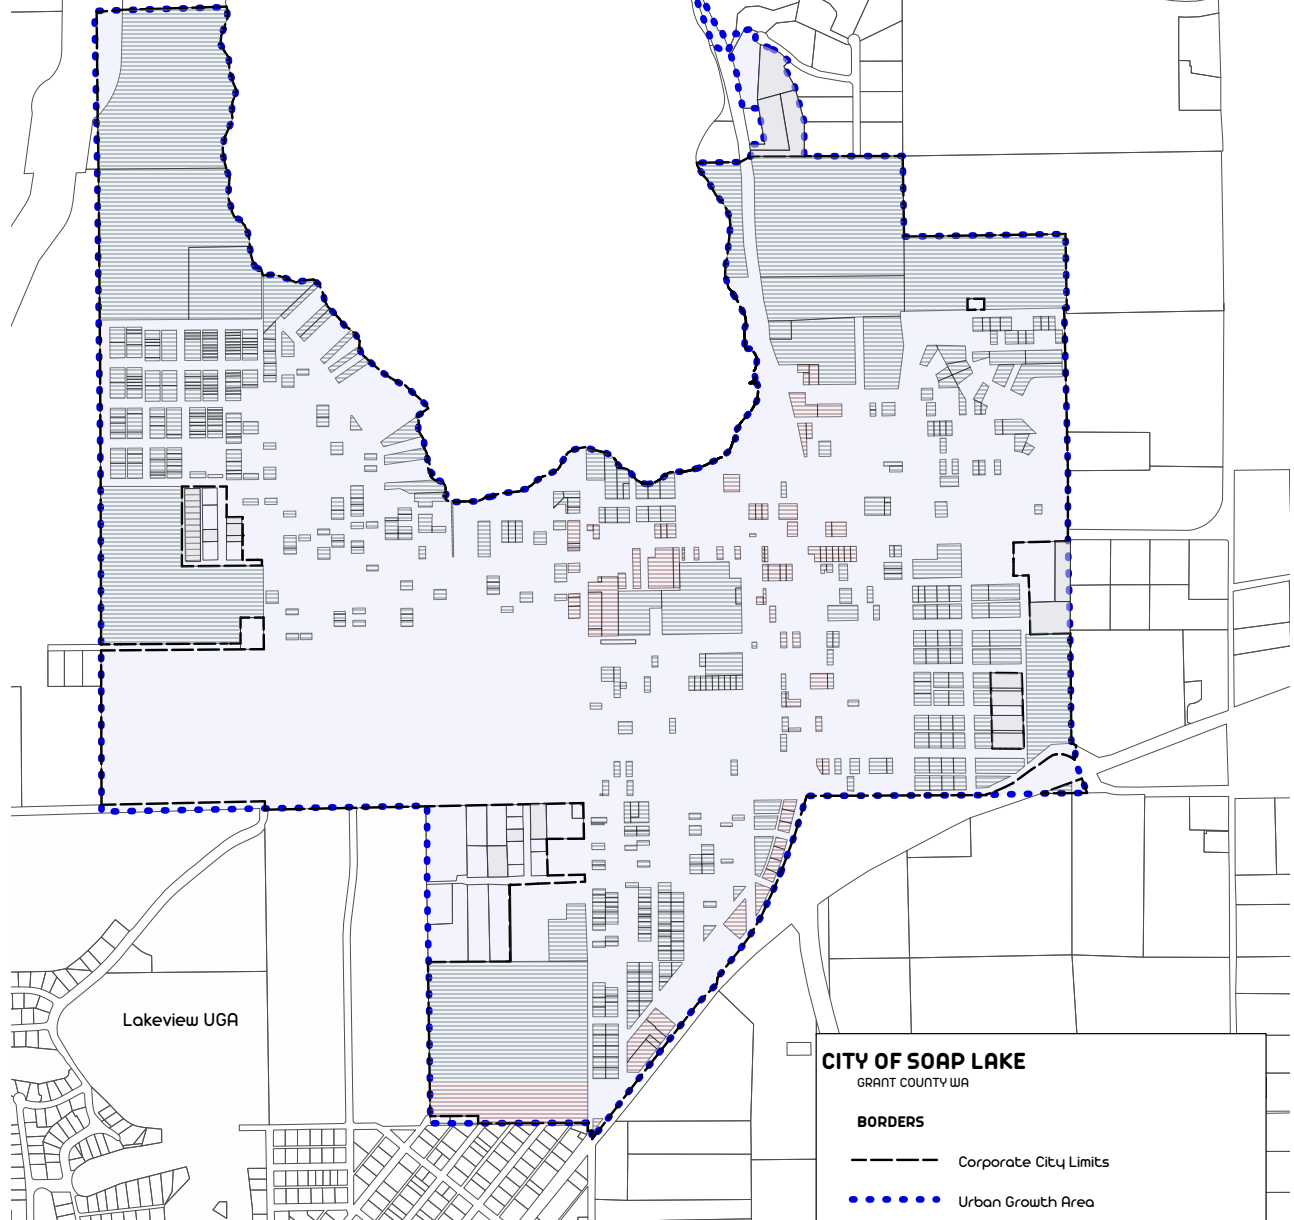 Lakeview UGA
CITY OF SOAP LAKE
GRANT COUNTY WA
BORDERS
Corporate City Limits
Urban Growth Area